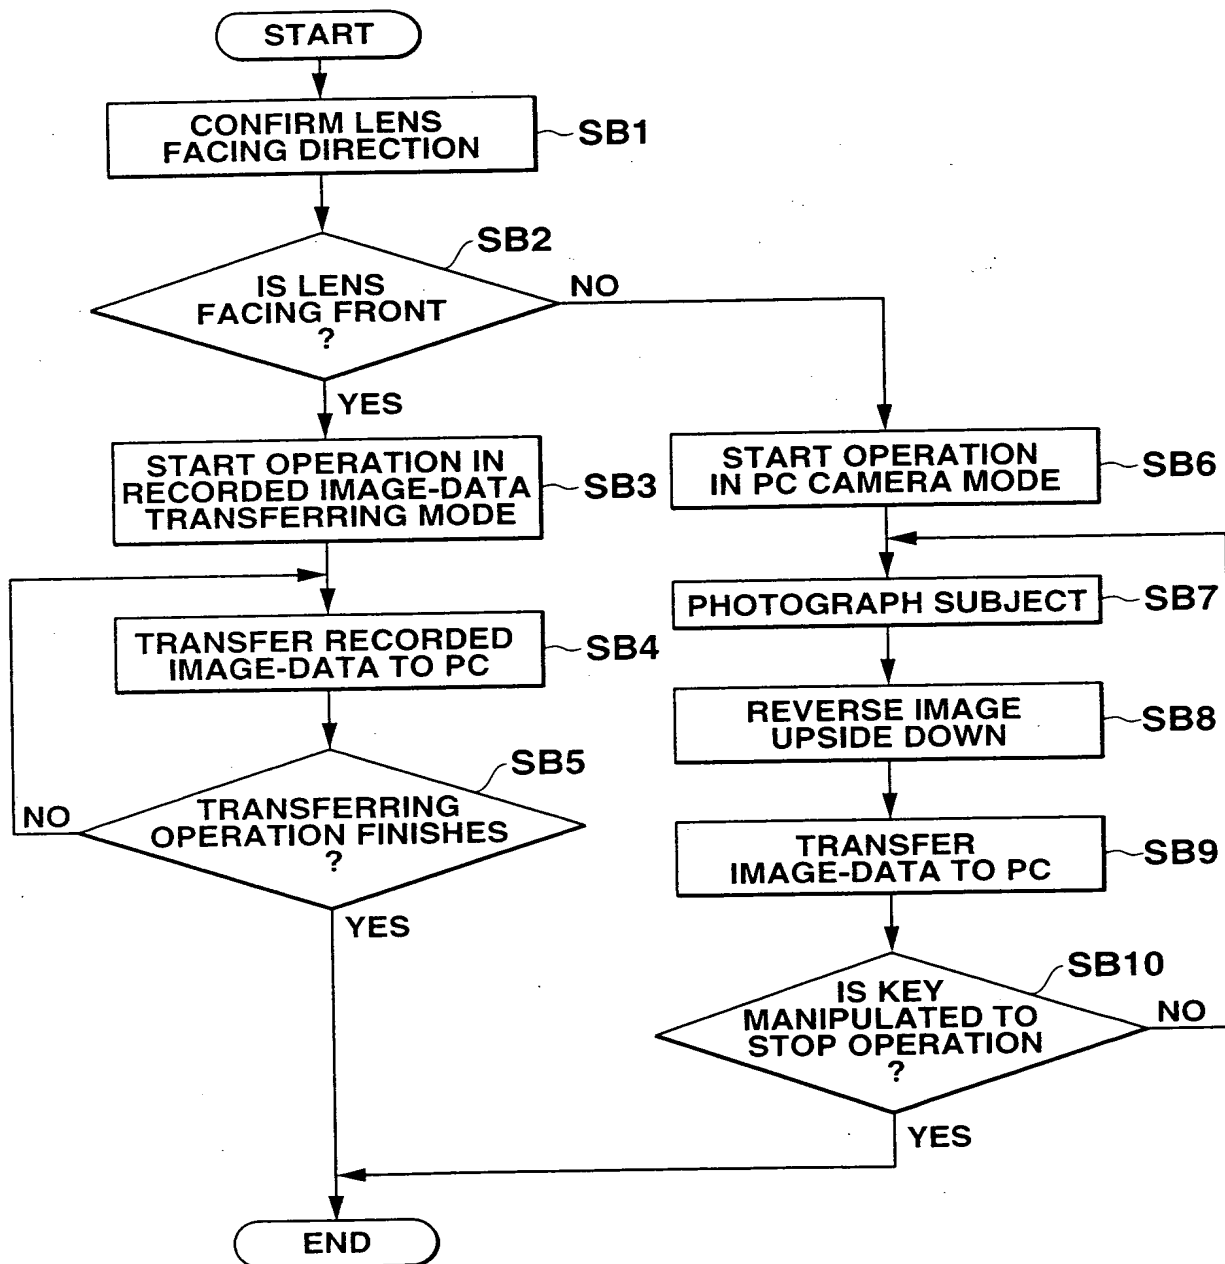 START
CONFIRM LENS
FACING DIRECTION
SB1
SB2
IS LENS
FACING FRONT
?
NO
YES
START OPERATION IN
RECORDED IMAGE-DATA
TRANSFERRING MODE
SB3
TRANSFER RECORDED
IMAGE-DATA TO PC
SB4
SB5
TRANSFERRING
OPERATION FINISHES
?
NO
YES
START OPERATION
IN PC CAMERA MODE
SB6
PHOTOGRAPH SUBJECT
SB7
REVERSE IMAGE
UPSIDE DOWN
SB8
TRANSFER
IMAGE-DATA TO PC
SB9
SB10
IS KEY
MANIPULATED TO
STOP OPERATION
?
NO
YES
END